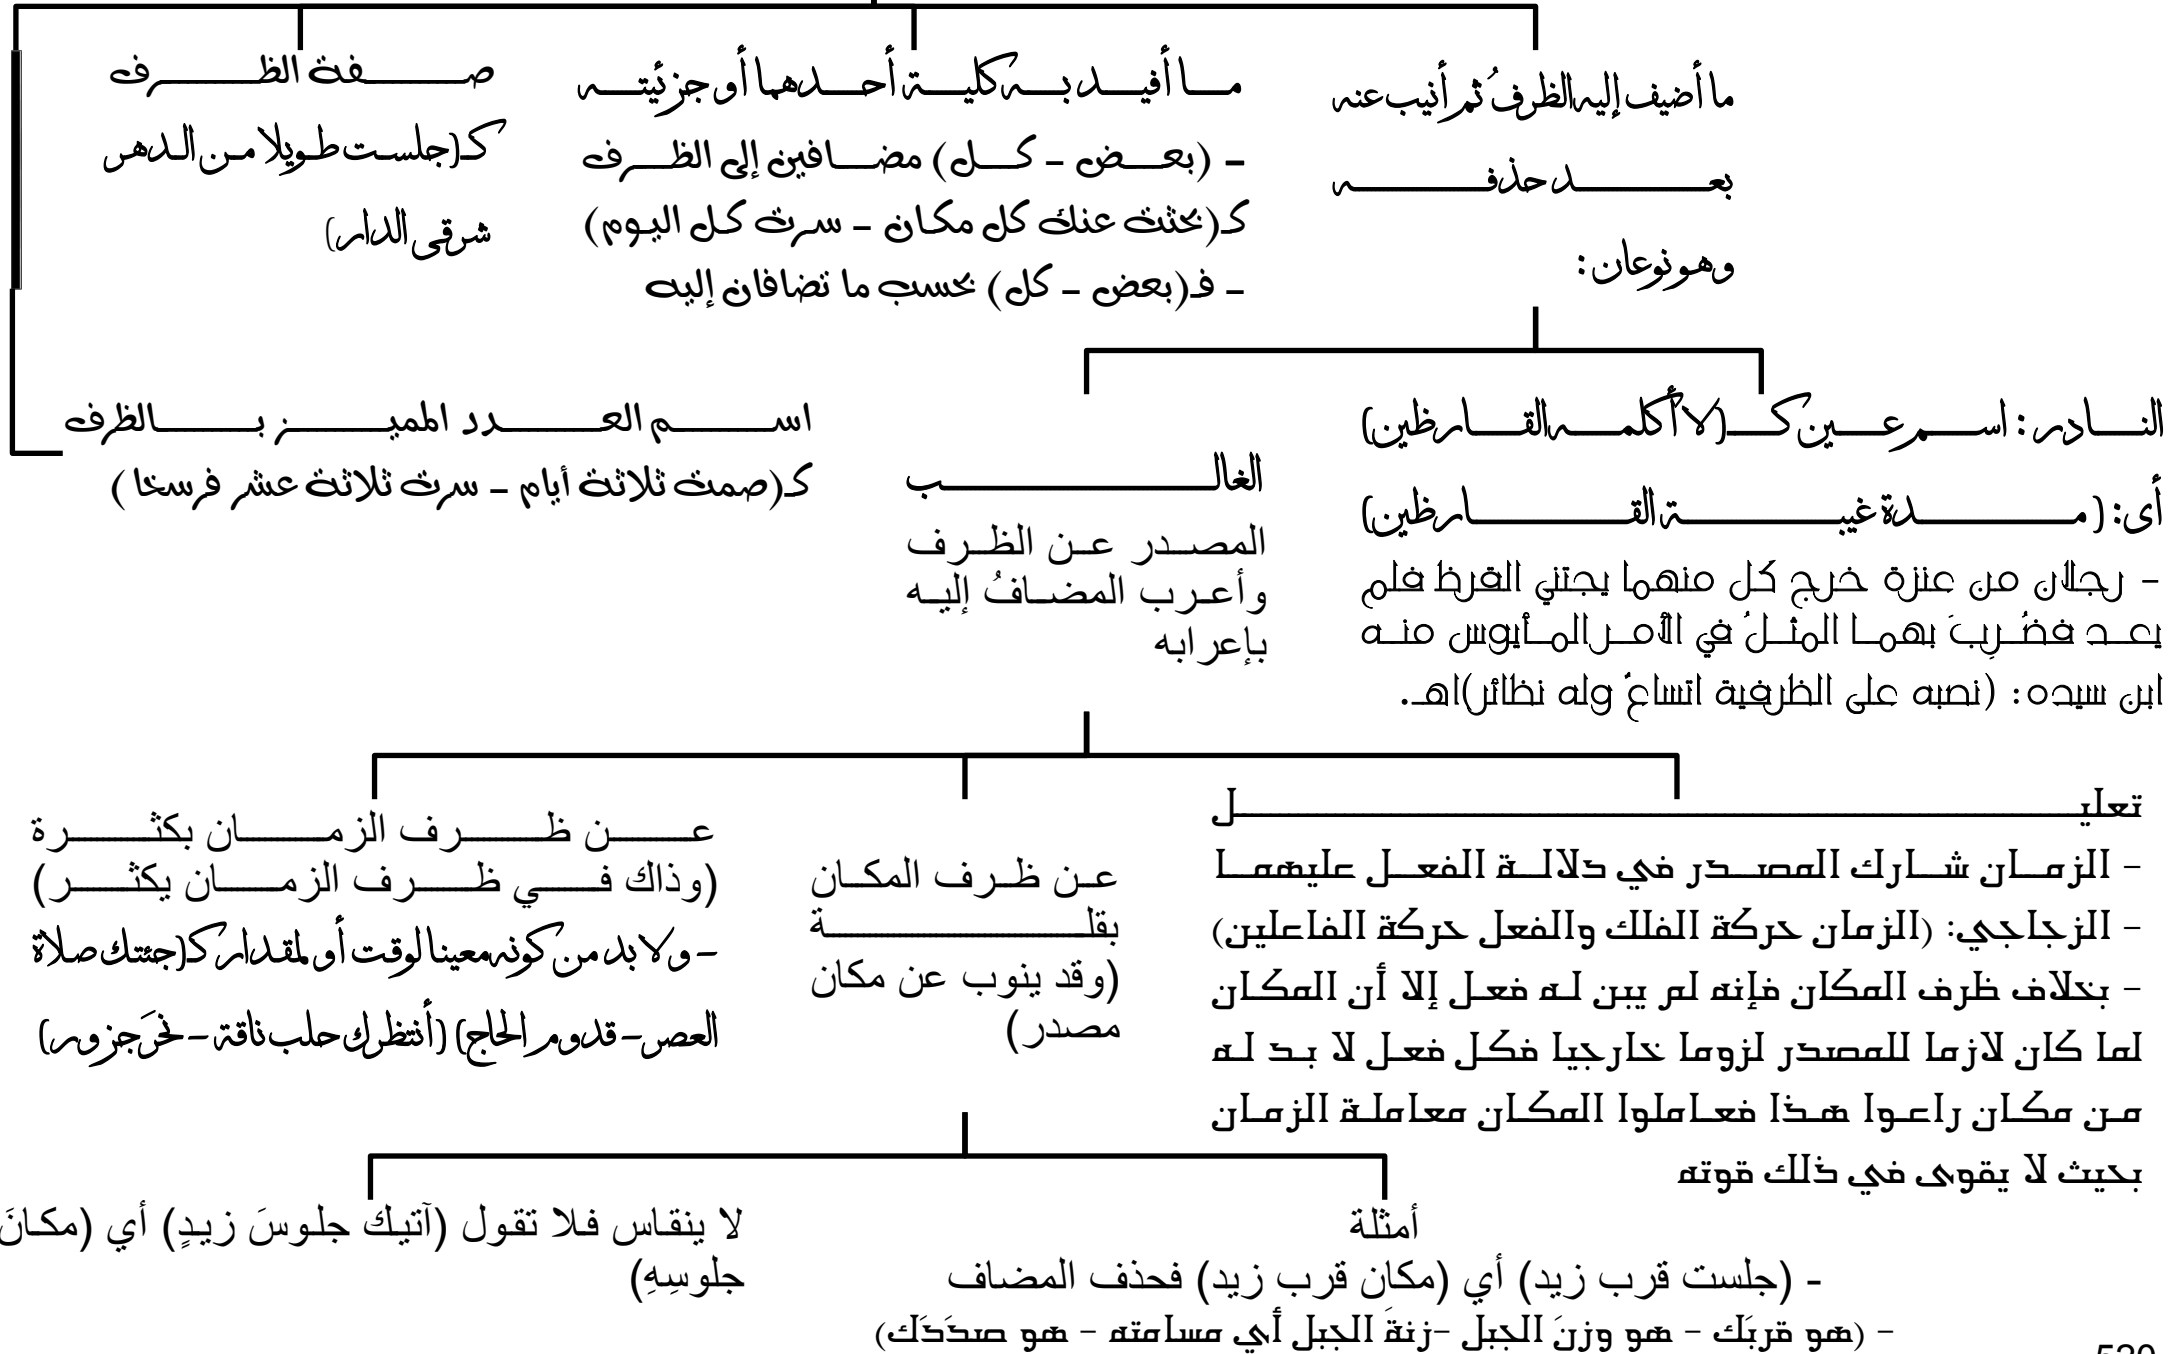 ما أضيف إليه الظرفُ ثم أنيب عنه
بعد حذفه
وهو نوعان:
ما أفيد به كلية أحدهما أو جزئيته
- (بعض - كل) مضافين إلى الظرف
كـ(بحثت عنك كل مكان - سرت كل اليوم)
- فـ(بعض - كل) بحسب ما تضافان إليه
صفة الظرف
كـ(جلست طويلا من الدهر
شرقي الدار)
اسم العدد المميز بالظرف
كـ(صمت ثلاثة أيام - سرت ثلاثة عشر فرسخا)
النادر: اسم عين كـ(لا أكلمه القارظين)
أى: (مدة غيبة القارظين)
- رجلان من عنزة خرج كل منهما يجتني القرظ فلم
يعد فضُرِبَ بهما المثلُ في الأمر المأيوس منه
ابن سيده: (نصبه على الظرفية اتساعٌ وله نظائر)اهـ.
الغالب
المصدر عن الظرف
وأعرب المضافُ إليه
بإعرابه
تعليل
- الزمان شارك المصدر في دلالة الفعل عليهما
- الزجاجي: (الزمان حركة الفلك والفعل حركة الفاعلين)
- بخلاف ظرف المكان فإنه لم يبن له فعل إلا أن المكان
لما كان لازما للمصدر لزوما خارجيا فكل فعل لا بد له
من مكان راعوا هذا فعاملوا المكان معاملة الزمان
بحيث لا يقوى في ذلك قوته
عن ظرف المكان
بقلة
(وقد ينوب عن مكان
مصدر)
عن ظرف الزمان بكثرة
(وذاك في ظرف الزمان يكثر)
- ولا بد من كونه معينا لوقت أو لمقدار كـ(جئتك صلاة
العصر - قدوم الحاج) (أنتظرك حلب ناقة - نحرَ جزور)
أمثلة
- (جلست قرب زيد) أي (مكان قرب زيد) فحذف المضاف
- (هو قربَك - هو وزنَ الجبل -زنةَ الجبل أي مسامتَه - هو صدَدَك)
لا ينقاس فلا تقول (آتيك جلوسَ زيدٍ) أي (مكانَ
جلوسِهِ)